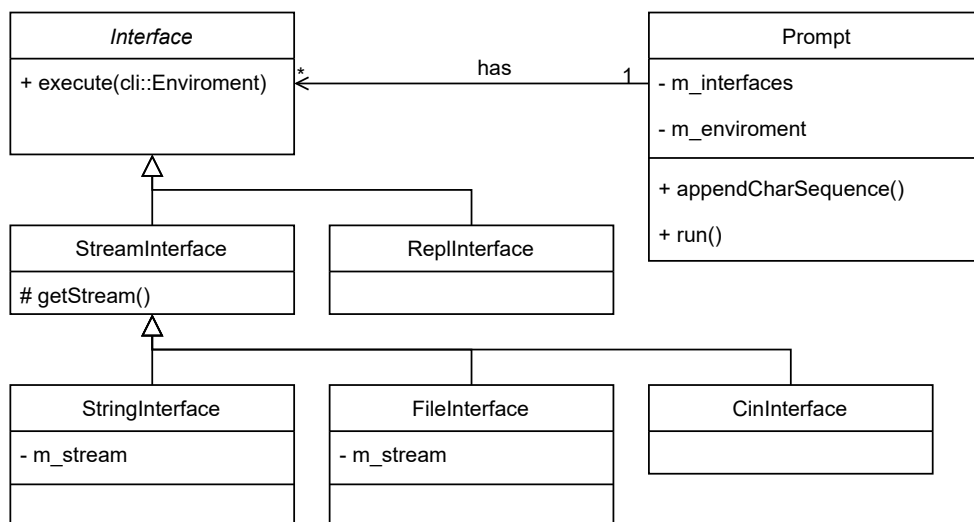 Interface
+ execute(cli::Enviroment)
* has 1
Prompt
- m_interfaces
- m_enviroment
+ appendCharSequence()
+ run()
StreamInterface
# getStream()
ReplInterface
StringInterface
- m_stream
FileInterface
- m_stream
CinInterface